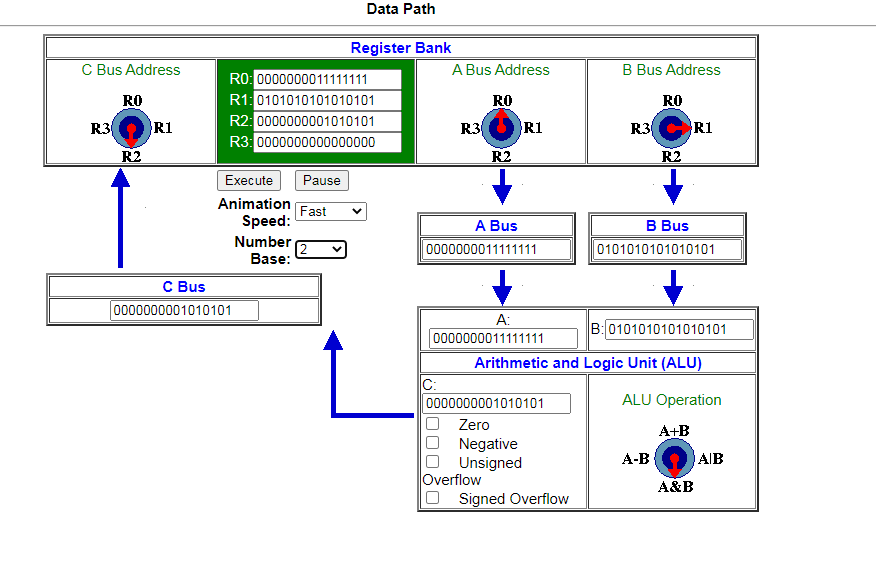 Data Path
Register Bank
C Bus Address
R0
R3 R1
R2
R0: 0000000011111111
R1: 0101010101010101
R2: 0000000001010101
R3: 0000000000000000
A Bus Address
R0
R3 R1
R2
B Bus Address
R0
R3 R1
R2
Execute Pause
Animation
Speed: Fast
Number
Base: 2
A Bus
0000000011111111
B Bus
0101010101010101
C Bus
0000000001010101
A:
0000000011111111
B: 0101010101010101
Arithmetic and Logic Unit (ALU)
C:
0000000001010101
Zero
Negative
Unsigned
Overflow
Signed Overflow
ALU Operation
A+B
A-B A|B
A&B